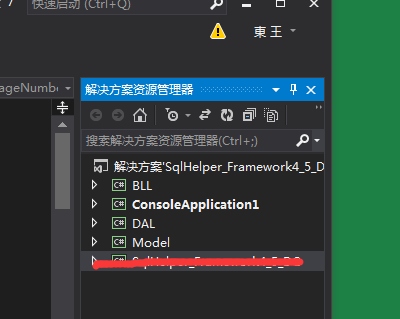 快速启动 (Ctrl+Q)
東 王
ageNumbe
解决方案资源管理器
搜索解决方案资源管理器(Ctrl+;)
解决方案'SqlHelper_Framework4_5_D
C# BLL
C# ConsoleApplication1
C# DAL
C# Model
C#